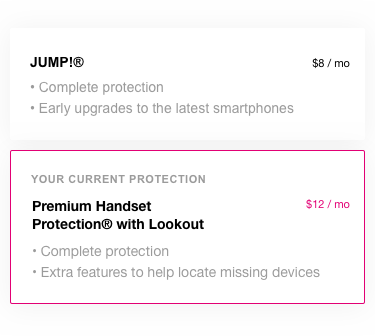 JUMP!® $8 / mo
• Complete protection
• Early upgrades to the latest smartphones
YOUR CURRENT PROTECTION
Premium Handset $12 / mo
Protection® with Lookout
• Complete protection
• Extra features to help locate missing devices